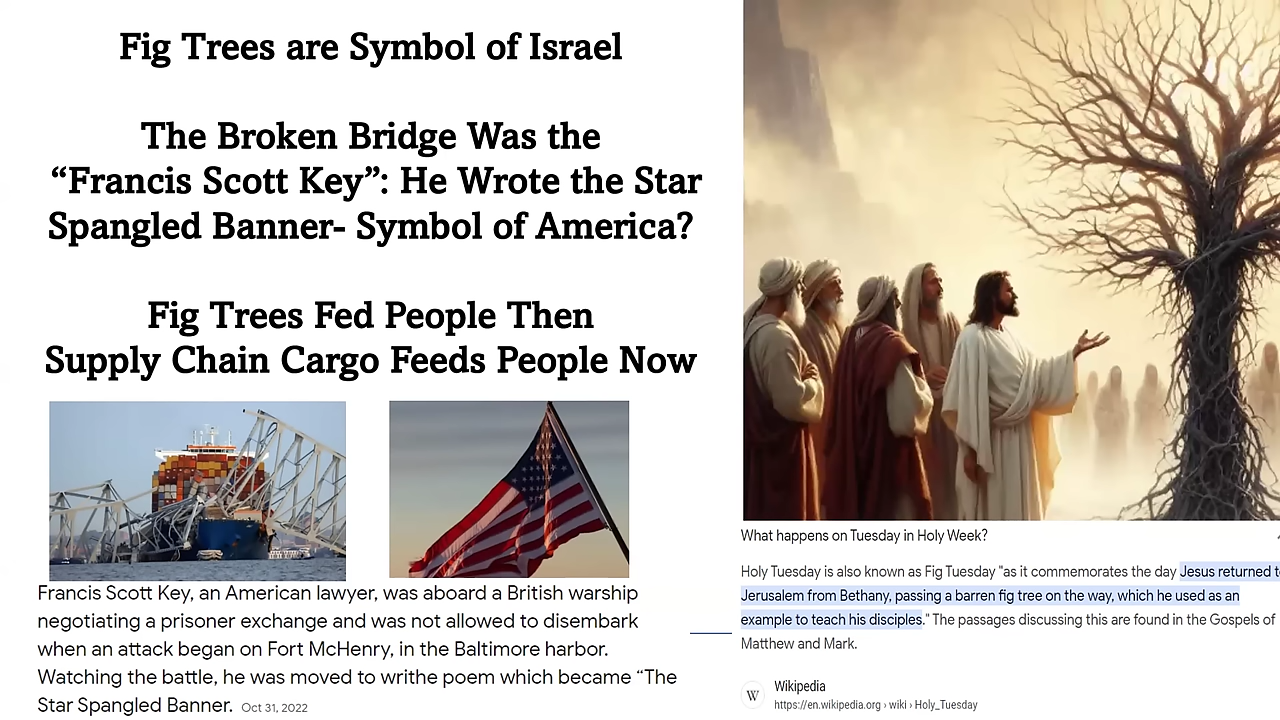 Fig Trees are Symbol of Israel
The Broken Bridge Was the
“Francis Scott Key”: He Wrote the Star
Spangled Banner- Symbol of America?
Fig Trees Fed People Then
Supply Chain Cargo Feeds People Now
Francis Scott Key, an American lawyer, was aboard a British warship
negotiating a prisoner exchange and was not allowed to disembark
when an attack began on Fort McHenry, in the Baltimore harbor.
Watching the battle, he was moved to writhe poem which became “The
Star Spangled Banner. Oct 31, 2022
What happens on Tuesday in Holy Week?
Holy Tuesday is also known as Fig Tuesday "as it commemorates the day Jesus returned t
Jerusalem from Bethany, passing a barren fig tree on the way, which he used as an
example to teach his disciples." The passages discussing this are found in the Gospels of
Matthew and Mark.
W
Wikipedia
https://en.wikipedia.org › wiki › Holy_Tuesday